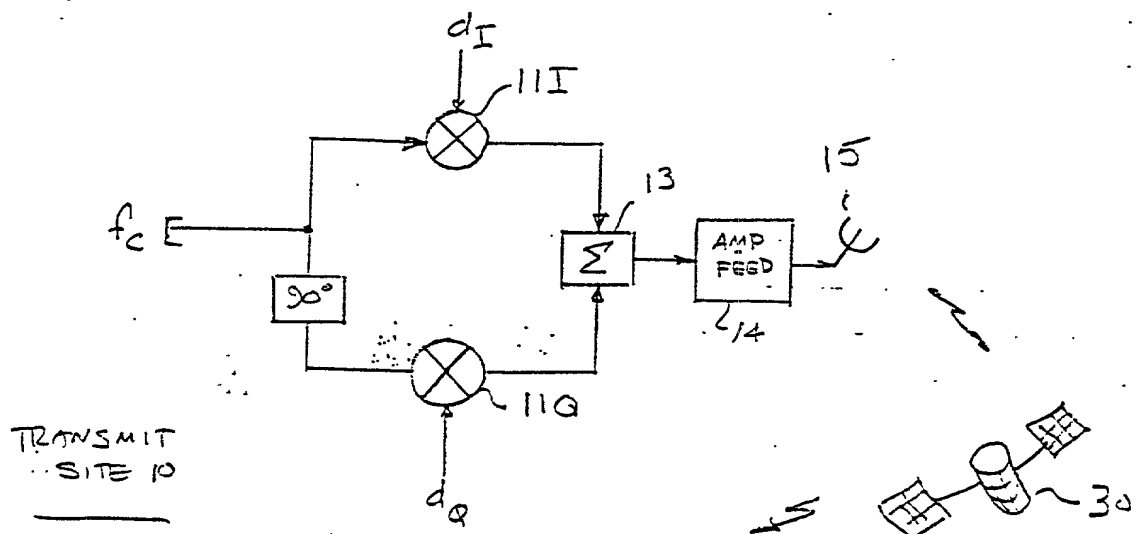 dI
11I
15
13
fc
Σ
AMP
FEED
90°
14
11Q
TRANSMIT
SITE 10
dQ
30